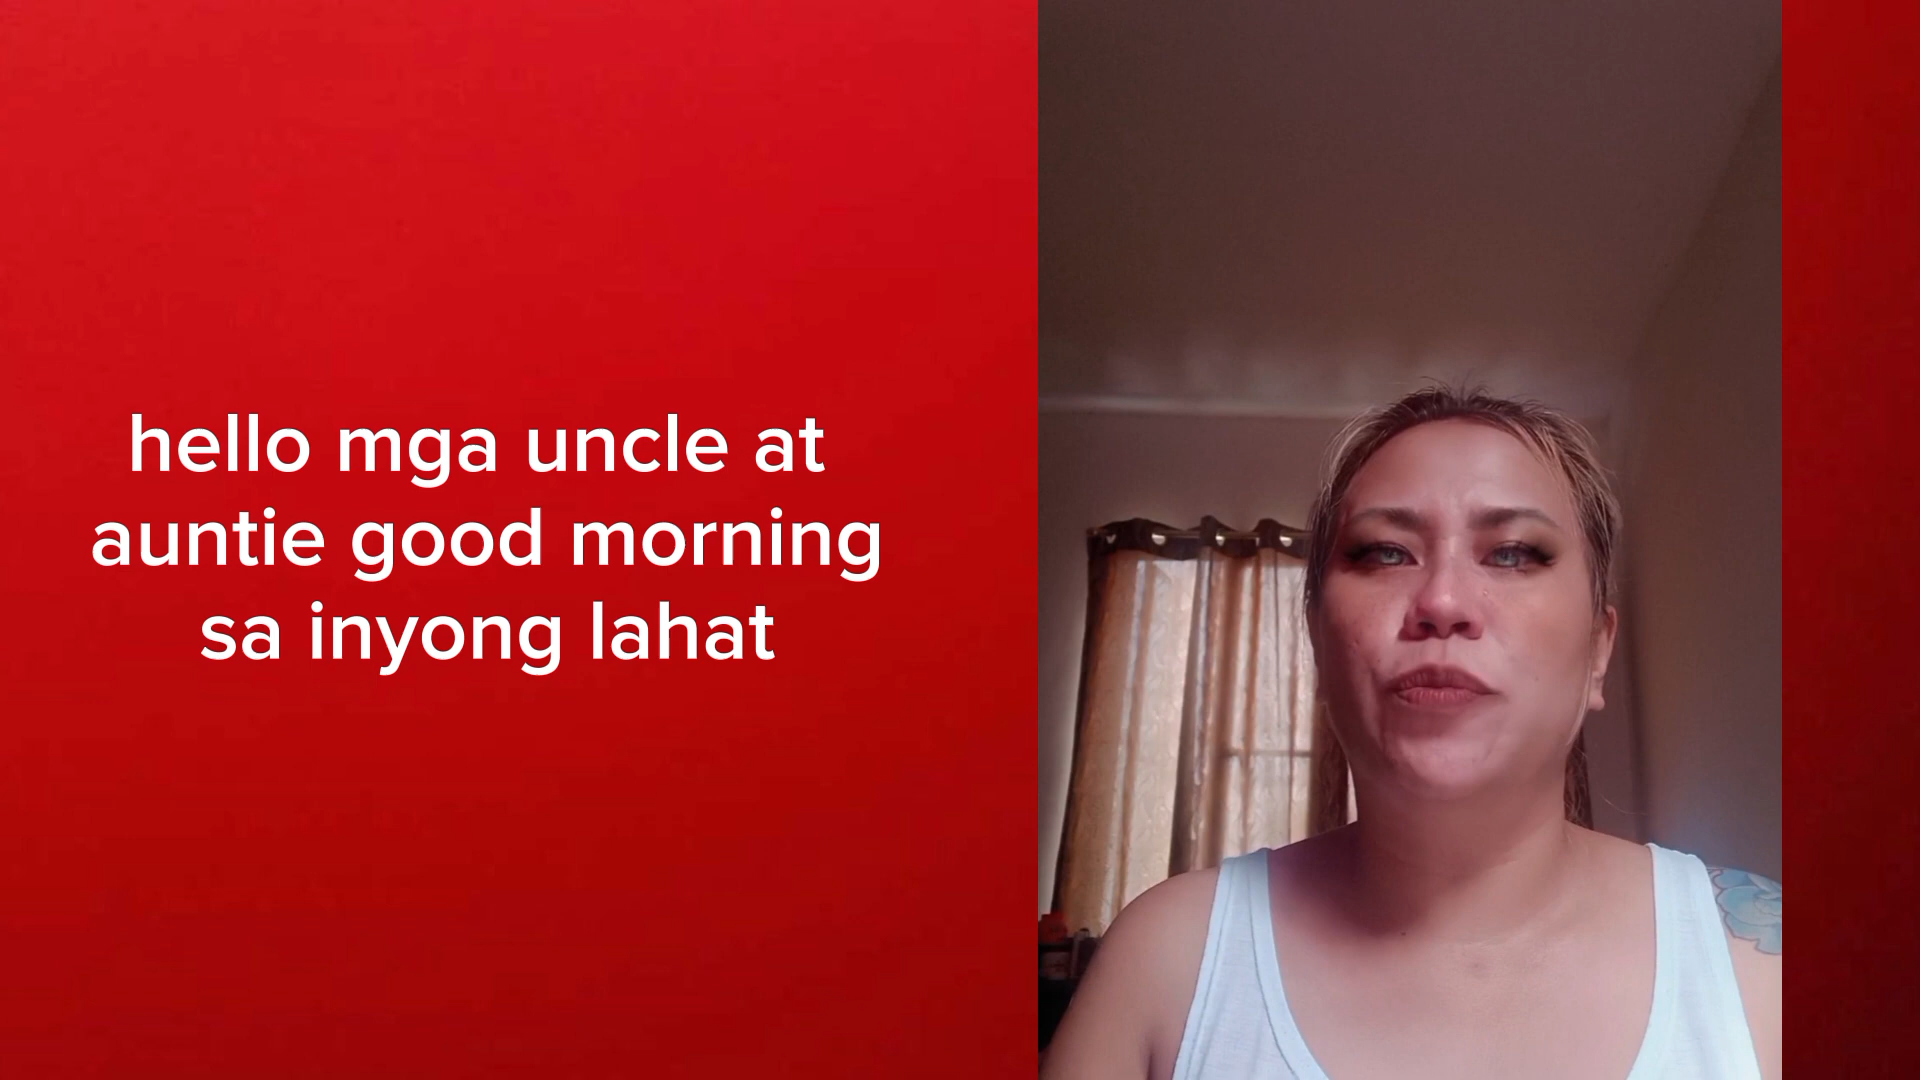 hello mga uncle at
auntie good morning
sa inyong lahat